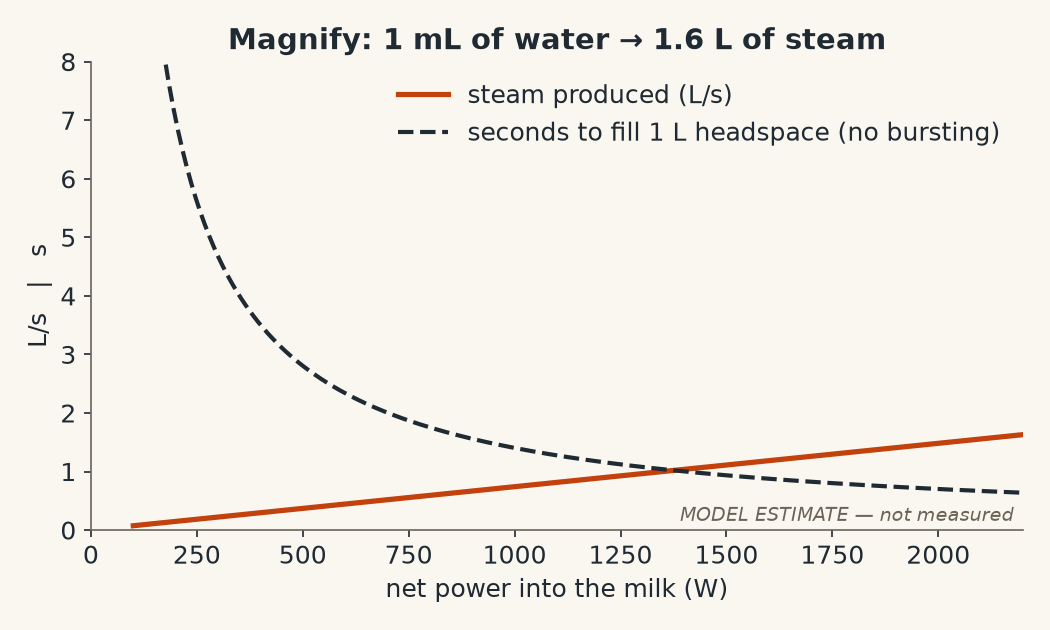 Magnify: 1 mL of water → 1.6 L of steam
steam produced (L/s)
seconds to fill 1 L headspace (no bursting)
8
7
6
5
4
3
2
1
0
L/s | s
MODEL ESTIMATE — not measured
0 250 500 750 1000 1250 1500 1750 2000
net power into the milk (W)